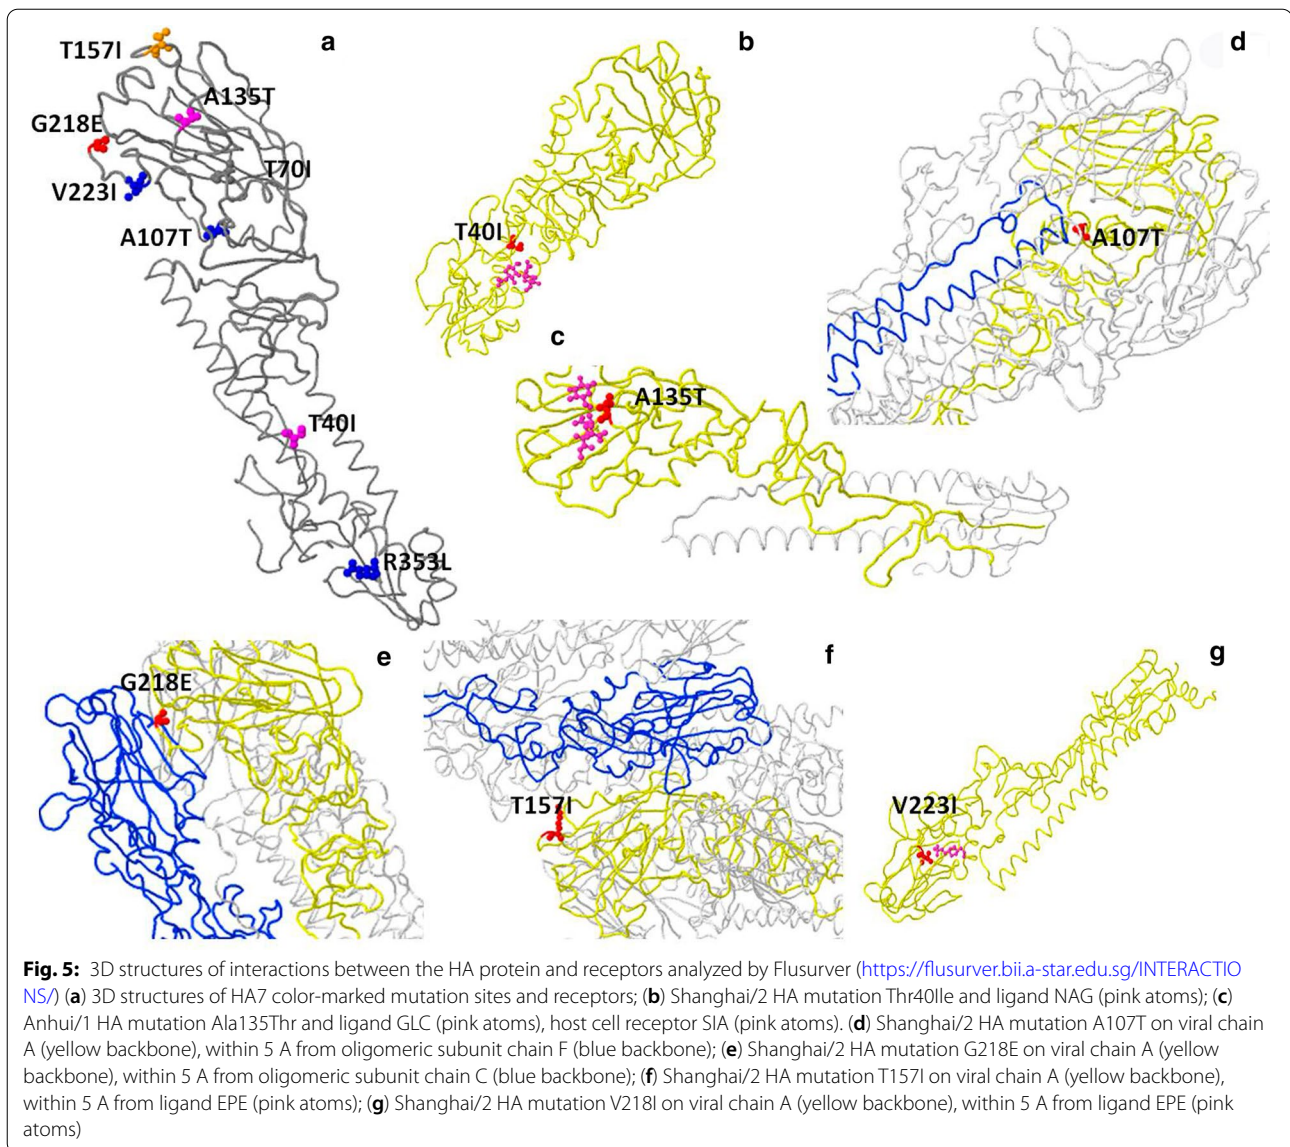 a
T157I
A135T
G218E
T70I
V223I
A107T
T40I
R353L
b
T40I
c
A135T
d
A107T
e
G218E
f
T157I
g
V223I
Fig. 5: 3D structures of interactions between the HA protein and receptors analyzed by Flusurver (https://flusurver.bii.a-star.edu.sg/INTERACTIO
NS/) (a) 3D structures of HA7 color-marked mutation sites and receptors; (b) Shanghai/2 HA mutation Thr40Ile and ligand NAG (pink atoms); (c)
Anhui/1 HA mutation Ala135Thr and ligand GLC (pink atoms), host cell receptor SIA (pink atoms). (d) Shanghai/2 HA mutation A107T on viral chain
A (yellow backbone), within 5 A from oligomeric subunit chain F (blue backbone); (e) Shanghai/2 HA mutation G218E on viral chain A (yellow
backbone), within 5 A from oligomeric subunit chain C (blue backbone); (f) Shanghai/2 HA mutation T157I on viral chain A (yellow backbone),
within 5 A from ligand EPE (pink atoms); (g) Shanghai/2 HA mutation V218I on viral chain A (yellow backbone), within 5 A from ligand EPE (pink
atoms)